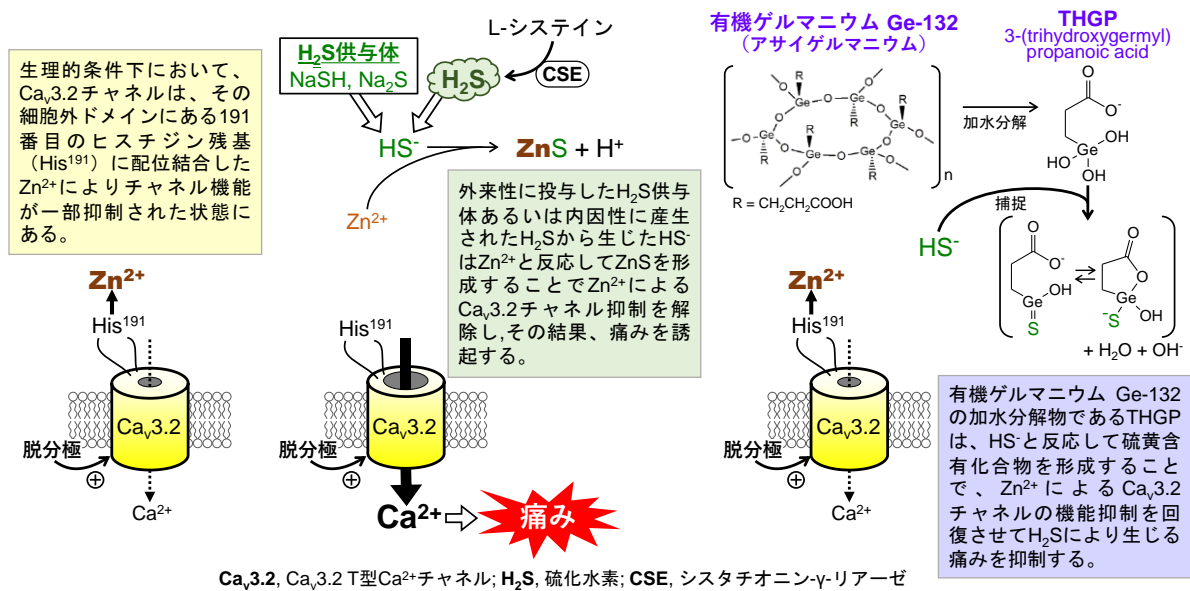 L-システイン
H₂S供与体
NaSH, Na₂S
H₂S
CSE
生理的条件下において、
Caᵥ3.2チャネルは、その
細胞外ドメインにある191
番目のヒスチジン残基
（His¹⁹¹）に配位結合した
Zn²⁺によりチャネル機能
が一部抑制された状態に
ある。
HS⁻
ZnS + H⁺
Zn²⁺
外来性に投与したH₂S供与
体あるいは内因性に産生
されたH₂Sから生じたHS⁻
はZn²⁺と反応してZnSを形
成することでZn²⁺による
Caᵥ3.2チャネル抑制を解
除し,その結果、痛みを誘
起する。
Zn²⁺
His¹⁹¹
Caᵥ3.2
脱分極
⊕
Ca²⁺
His¹⁹¹
Caᵥ3.2
脱分極
⊕
Ca²⁺
痛み
有機ゲルマニウム Ge-132
（アサイゲルマニウム）
R
R
R
R
R
R
O
O
O
O
O
O
O
O
O
O
O
O
Ge
Ge
Ge
Ge
Ge
Ge
n
R = CH₂CH₂COOH
加水分解
THGP
3-(trihydroxygermyl)
propanoic acid
O
O⁻
Ge
OH
HO
OH
捕捉
HS⁻
O
O⁻
OH
Ge
S
O
O
Ge
⁻S
OH
+ H₂O + OH⁻
Zn²⁺
His¹⁹¹
Caᵥ3.2
脱分極
⊕
Ca²⁺
有機ゲルマニウム Ge-132
の加水分解物であるTHGP
は、HS⁻と反応して硫黄含
有化合物を形成すること
で、Zn²⁺によるCaᵥ3.2
チャネルの機能抑制を回
復させてH₂Sにより生じる
痛みを抑制する。
Caᵥ3.2, Caᵥ3.2 T型Ca²⁺チャネル; H₂S, 硫化水素; CSE, シスタチオニン-γ-リアーゼ